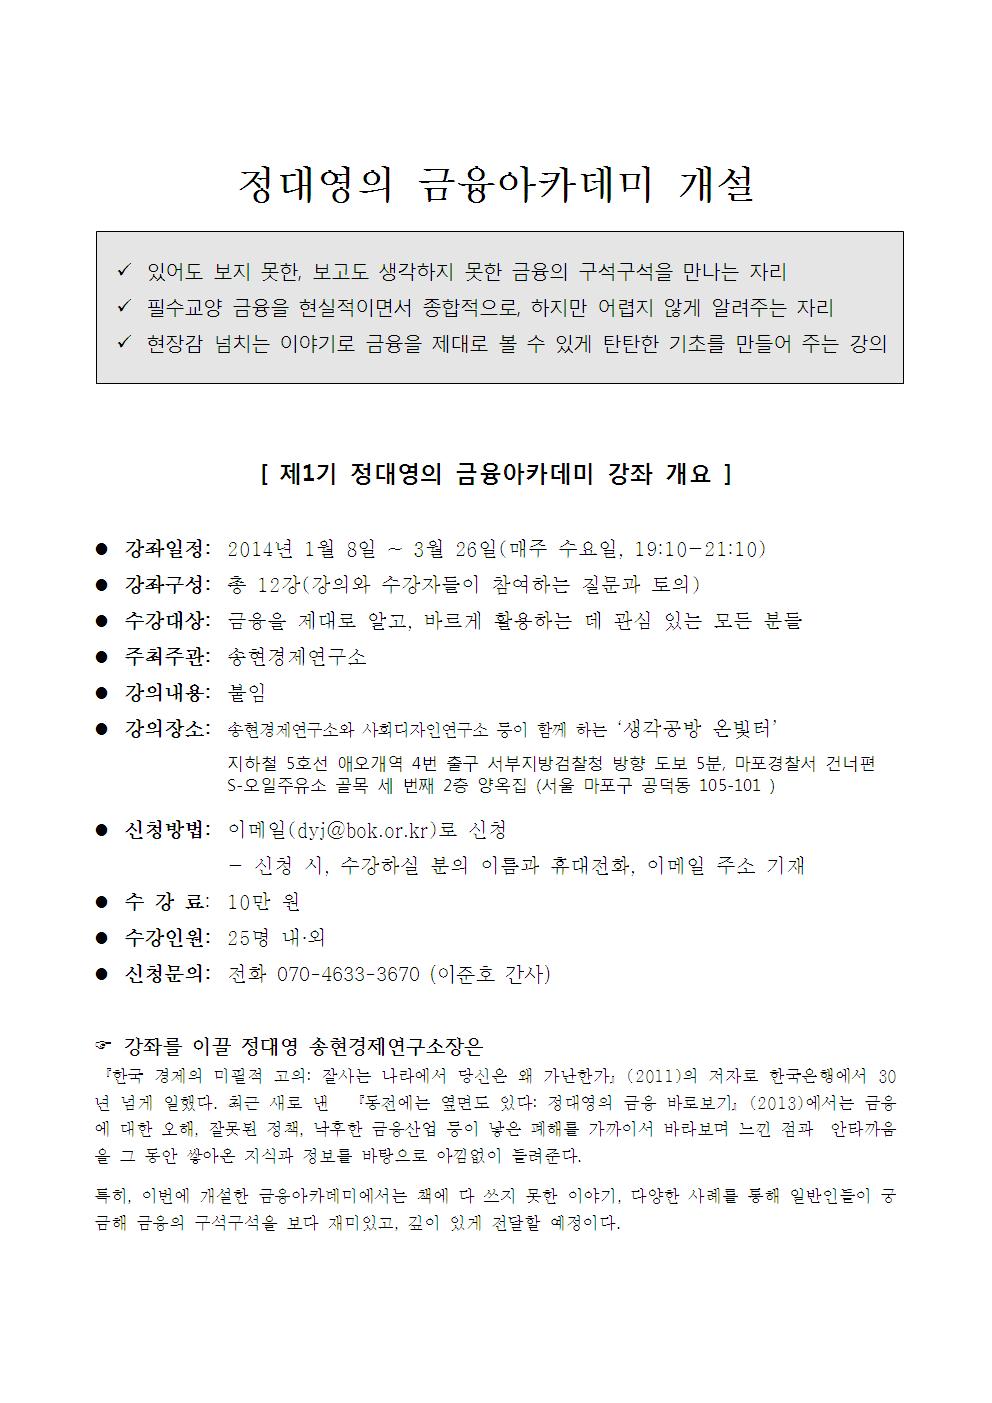 정대영의 금융아카데미 개설
✓ 있어도 보지 못한, 보고도 생각하지 못한 금융의 구석구석을 만나는 자리
✓ 필수교양 금융을 현실적이면서 종합적으로, 하지만 어렵지 않게 알려주는 자리
✓ 현장감 넘치는 이야기로 금융을 제대로 볼 수 있게 탄탄한 기초를 만들어 주는 강의
[ 제1기 정대영의 금융아카데미 강좌 개요 ]
● 강좌일정: 2014년 1월 8일 ~ 3월 26일(매주 수요일, 19:10-21:10)
● 강좌구성: 총 12강(강의와 수강자들이 참여하는 질문과 토의)
● 수강대상: 금융을 제대로 알고, 바르게 활용하는 데 관심 있는 모든 분들
● 주최주관: 송현경제연구소
● 강의내용: 붙임
● 강의장소: 송현경제연구소와 사회디자인연구소 등이 함께 하는 ‘생각공방 온빛터’
지하철 5호선 애오개역 4번 출구 서부지방검찰청 방향 도보 5분, 마포경찰서 건너편
S-오일주유소 골목 세 번째 2층 양옥집 (서울 마포구 공덕동 105-101 )
● 신청방법: 이메일(dyj@bok.or.kr)로 신청
- 신청 시, 수강하실 분의 이름과 휴대전화, 이메일 주소 기재
● 수 강 료: 10만 원
● 수강인원: 25명 내·외
● 신청문의: 전화 070-4633-3670 (이준호 간사)
☞ 강좌를 이끌 정대영 송현경제연구소장은
『한국 경제의 미필적 고의: 잘사는 나라에서 당신은 왜 가난한가』(2011)의 저자로 한국은행에서 30
년 넘게 일했다. 최근 새로 낸 『동전에는 옆면도 있다: 정대영의 금융 바로보기』(2013)에서는 금융
에 대한 오해, 잘못된 정책, 낙후한 금융산업 등이 낳은 폐해를 가까이서 바라보며 느낀 점과 안타까움
을 그 동안 쌓아온 지식과 정보를 바탕으로 아낌없이 들려준다.
특히, 이번에 개설한 금융아카데미에서는 책에 다 쓰지 못한 이야기, 다양한 사례를 통해 일반인들이 궁
금해 금융의 구석구석을 보다 재미있고, 깊이 있게 전달할 예정이다.